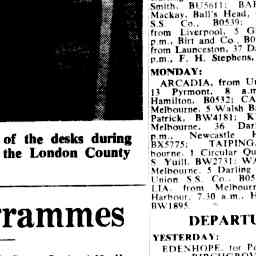 of the desks during
the London County
rammes
Smith, BU5611; BAR
Mackay, Ball's Head,
S.S. Co., B0539;
from Liverpool, 5 G
p.m., Birt and Co., B0
from Launceston, 37 Da
p.m., F. H. Stephens,
MONDAY:
ARCADIA, from Un
13 Pyrmont, 8 a.m
Hamilton, B0532; CA
Melbourne, 5 Walsh B
Patrick, BW4181; K
Melbourne, 36 Dar
p.m., Newcastle H
BX5775; TAIPING
bourne, 1 Circular Qu
S. Yuill, BW2731; WA
Melbourne, 5 Darling
Union S.S. Co., B05
LIA, from Melbourn
Harbour, 7.30 a.m., H
BW1895.
DEPARTU
YESTERDAY:
EDENHOPE, for Po